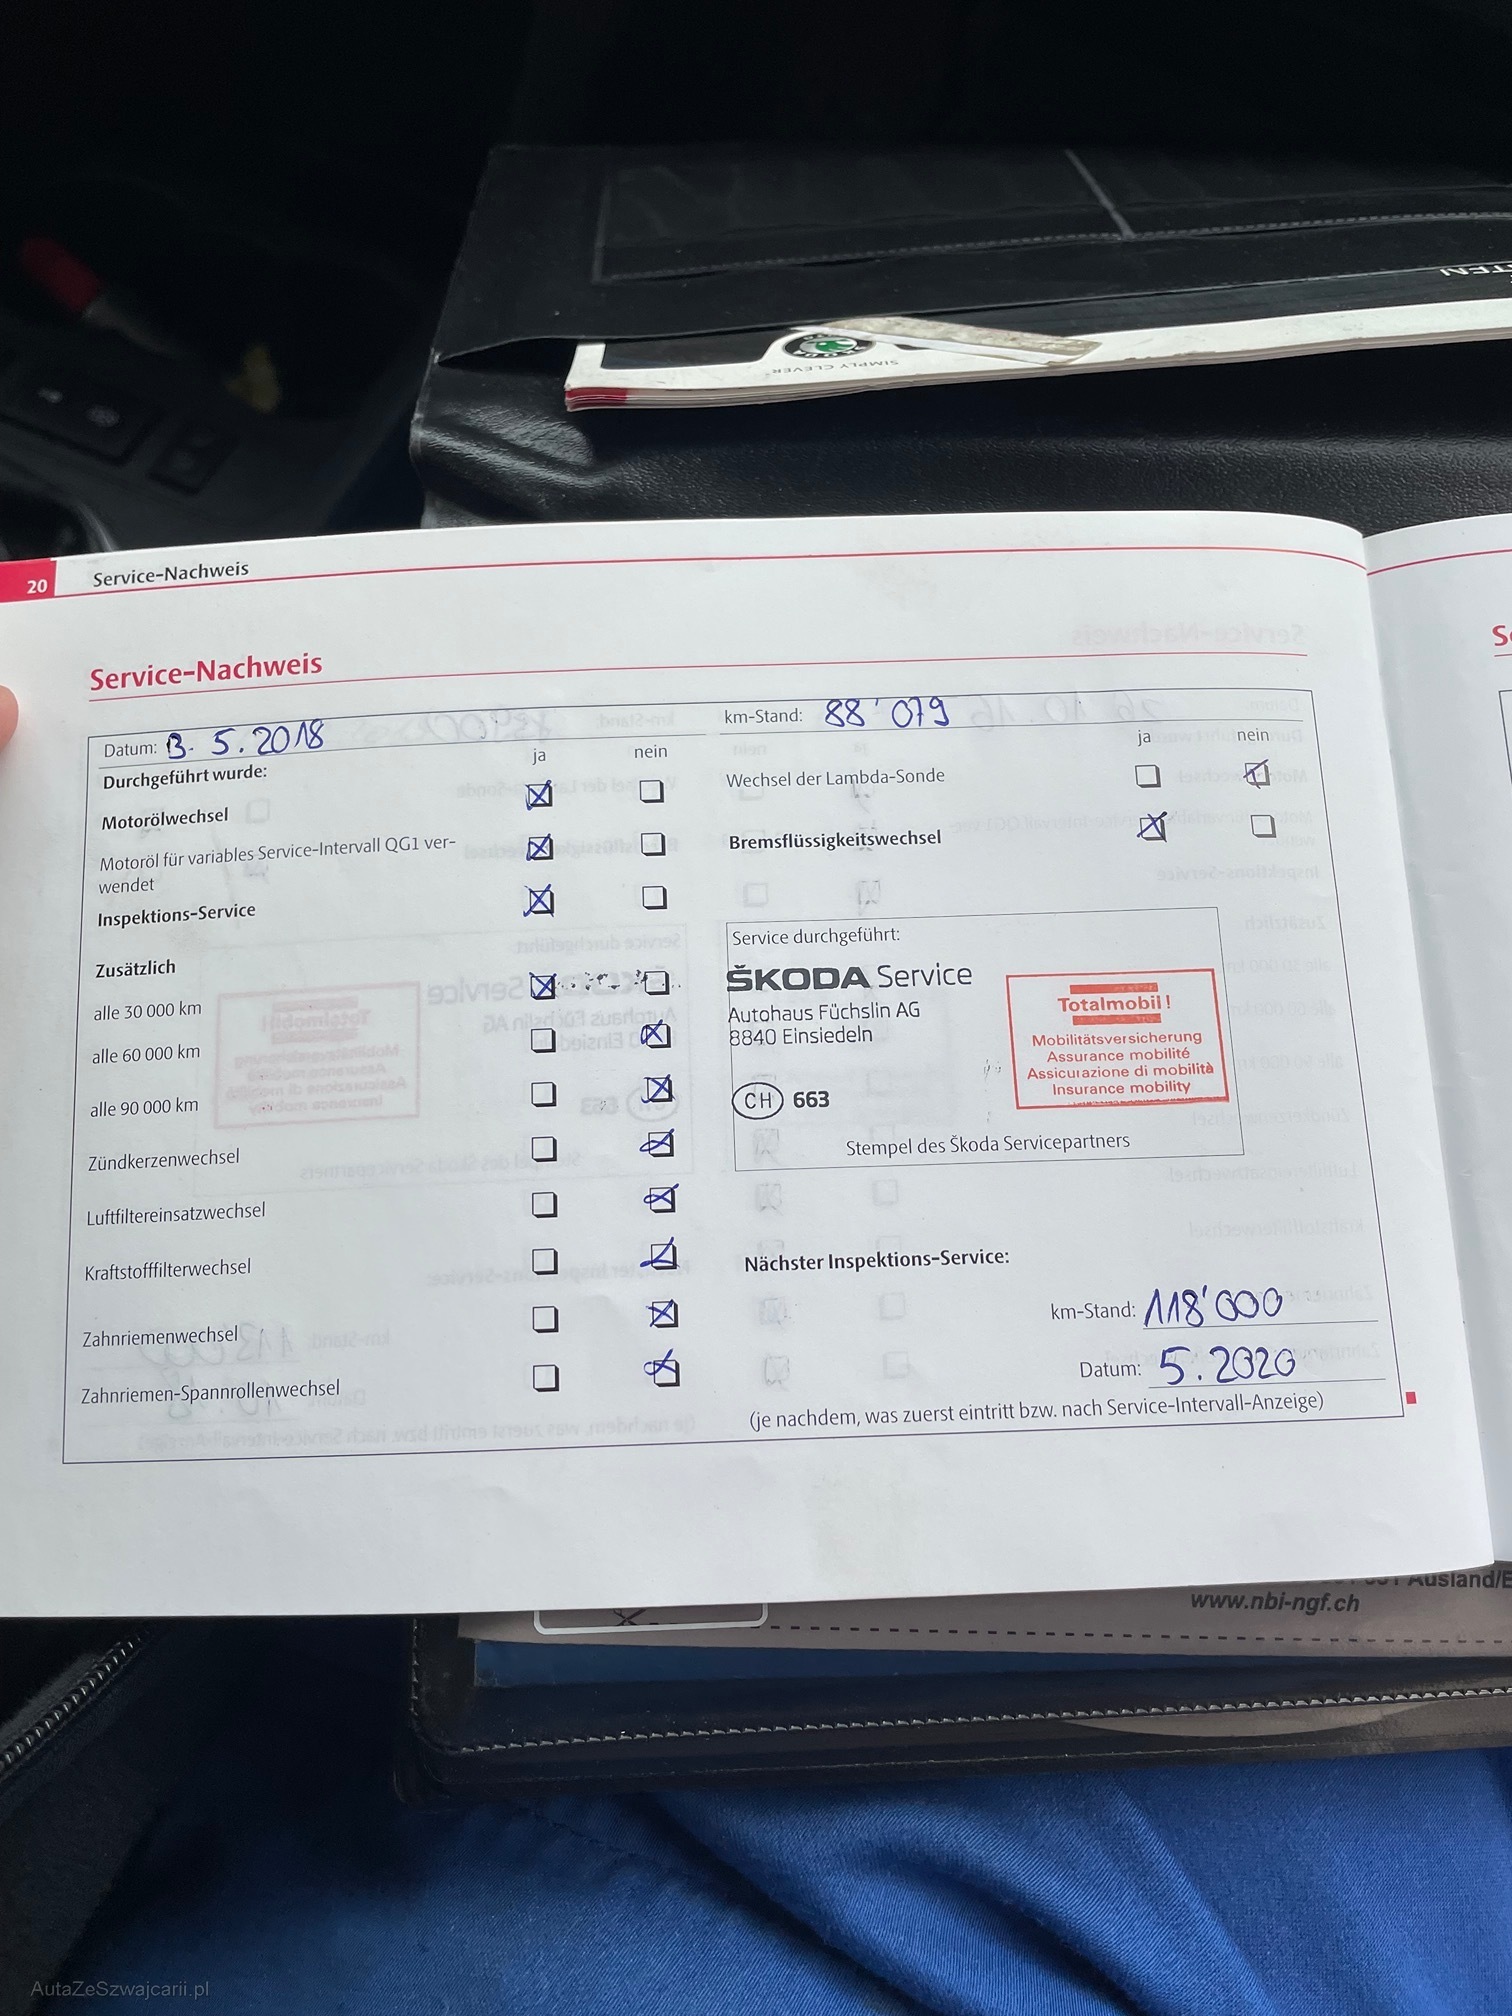 TEN
ŠKODA
SIMPLY CLEVER
20
Service-Nachweis
Service-Nachweis
Datum: 3. 5.2018
km-Stand: 88'079
ja
nein
ja
nein
Durchgeführt wurde:
Motorölwechsel
Motoröl für variables Service-Intervall QG1 ver-
wendet
Inspektions-Service
Zusätzlich
alle 30 000 km
alle 60 000 km
alle 90 000 km
Zündkerzenwechsel
Luftfiltereinsatzwechsel
Kraftstofffilterwechsel
Zahnriemenwechsel
Zahnriemen-Spannrollenwechsel
Wechsel der Lambda-Sonde
Bremsflüssigkeitswechsel
Service durchgeführt:
ŠKODA Service
Autohaus Füchslin AG
8840 Einsiedeln
CH 663
Totalmobil!
Mobilitätsversicherung
Assurance mobilité
Assicurazione di mobilità
Insurance mobility
Stempel des Škoda Servicepartners
Nächster Inspektions-Service:
km-Stand: 118'000
Datum: 5.2020
(je nachdem, was zuerst eintritt bzw. nach Service-Intervall-Anzeige)
Ausland/E
www.nbi-ngf.ch
AutaZeSzwajcarii.pl